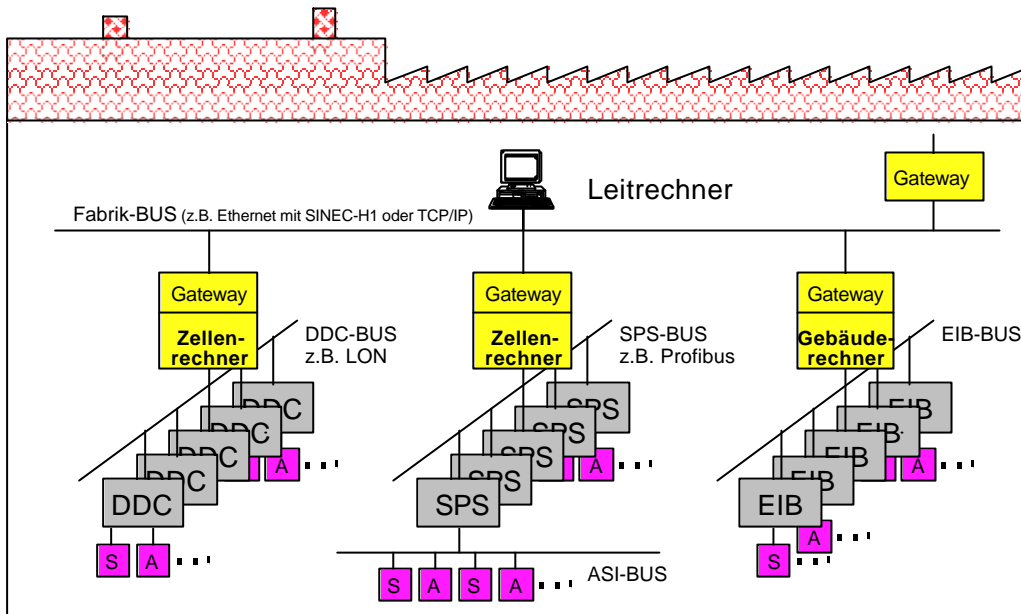 Gateway
Leitrechner
Fabrik-BUS (z.B. Ethernet mit SINEC-H1 oder TCP/IP)
Gateway
Zellen-
rechner
DDC-BUS
z.B. LON
Gateway
Zellen-
rechner
SPS-BUS
z.B. Profibus
Gateway
Gebäude-
rechner
EIB-BUS
DDC
DDC
DDC
DDC
DDC
A
S
A
SPS
SPS
SPS
SPS
SPS
A
S
A
S
A
ASI-BUS
EIB
EIB
EIB
EIB
EIB
A
A
S